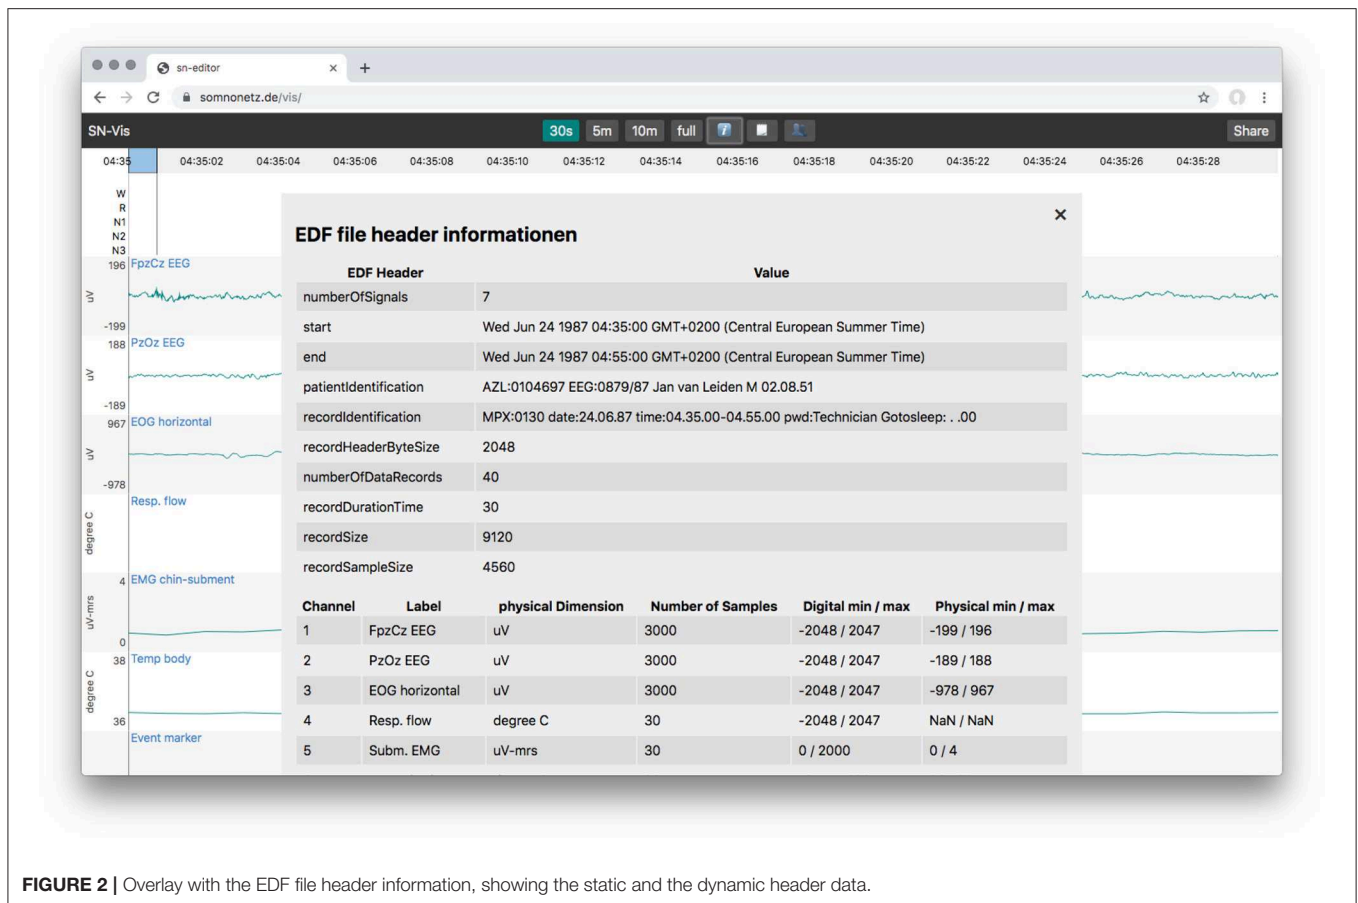 sn-editor × +
somnonetz.de/vis/
SN-Vis 30s 5m 10m full Share
04:35 04:35:02 04:35:04 04:35:06 04:35:08 04:35:10 04:35:12 04:35:14 04:35:16 04:35:18 04:35:20 04:35:22 04:35:24 04:35:26 04:35:28
W
R
N1
N2
N3
196 FpzCz EEG
uV
-199
188 PzOz EEG
uV
-189
967 EOG horizontal
uV
-978
Resp. flow
degree C
4 EMG chin-subment
uV-mrs
0
38 Temp body
degree C
36
Event marker
×
EDF file header informationen
EDF Header Value
numberOfSignals 7
start Wed Jun 24 1987 04:35:00 GMT+0200 (Central European Summer Time)
end Wed Jun 24 1987 04:55:00 GMT+0200 (Central European Summer Time)
patientIdentification AZL:0104697 EEG:0879/87 Jan van Leiden M 02.08.51
recordIdentification MPX:0130 date:24.06.87 time:04.35.00-04.55.00 pwd:Technician Gotosleep: . .00
recordHeaderByteSize 2048
numberOfDataRecords 40
recordDurationTime 30
recordSize 9120
recordSampleSize 4560
Channel Label physical Dimension Number of Samples Digital min / max Physical min / max
1 FpzCz EEG uV 3000 -2048 / 2047 -199 / 196
2 PzOz EEG uV 3000 -2048 / 2047 -189 / 188
3 EOG horizontal uV 3000 -2048 / 2047 -978 / 967
4 Resp. flow degree C 30 -2048 / 2047 NaN / NaN
5 Subm. EMG uV-mrs 30 0 / 2000 0 / 4
FIGURE 2 | Overlay with the EDF file header information, showing the static and the dynamic header data.